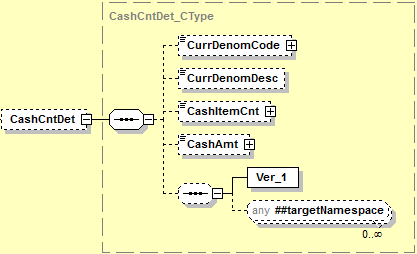 CashCntDet_CType
CurrDenomCode
CurrDenomDesc
CashItemCnt
CashAmt
CashCntDet
Ver_1
any ##targetNamespace
0..∞